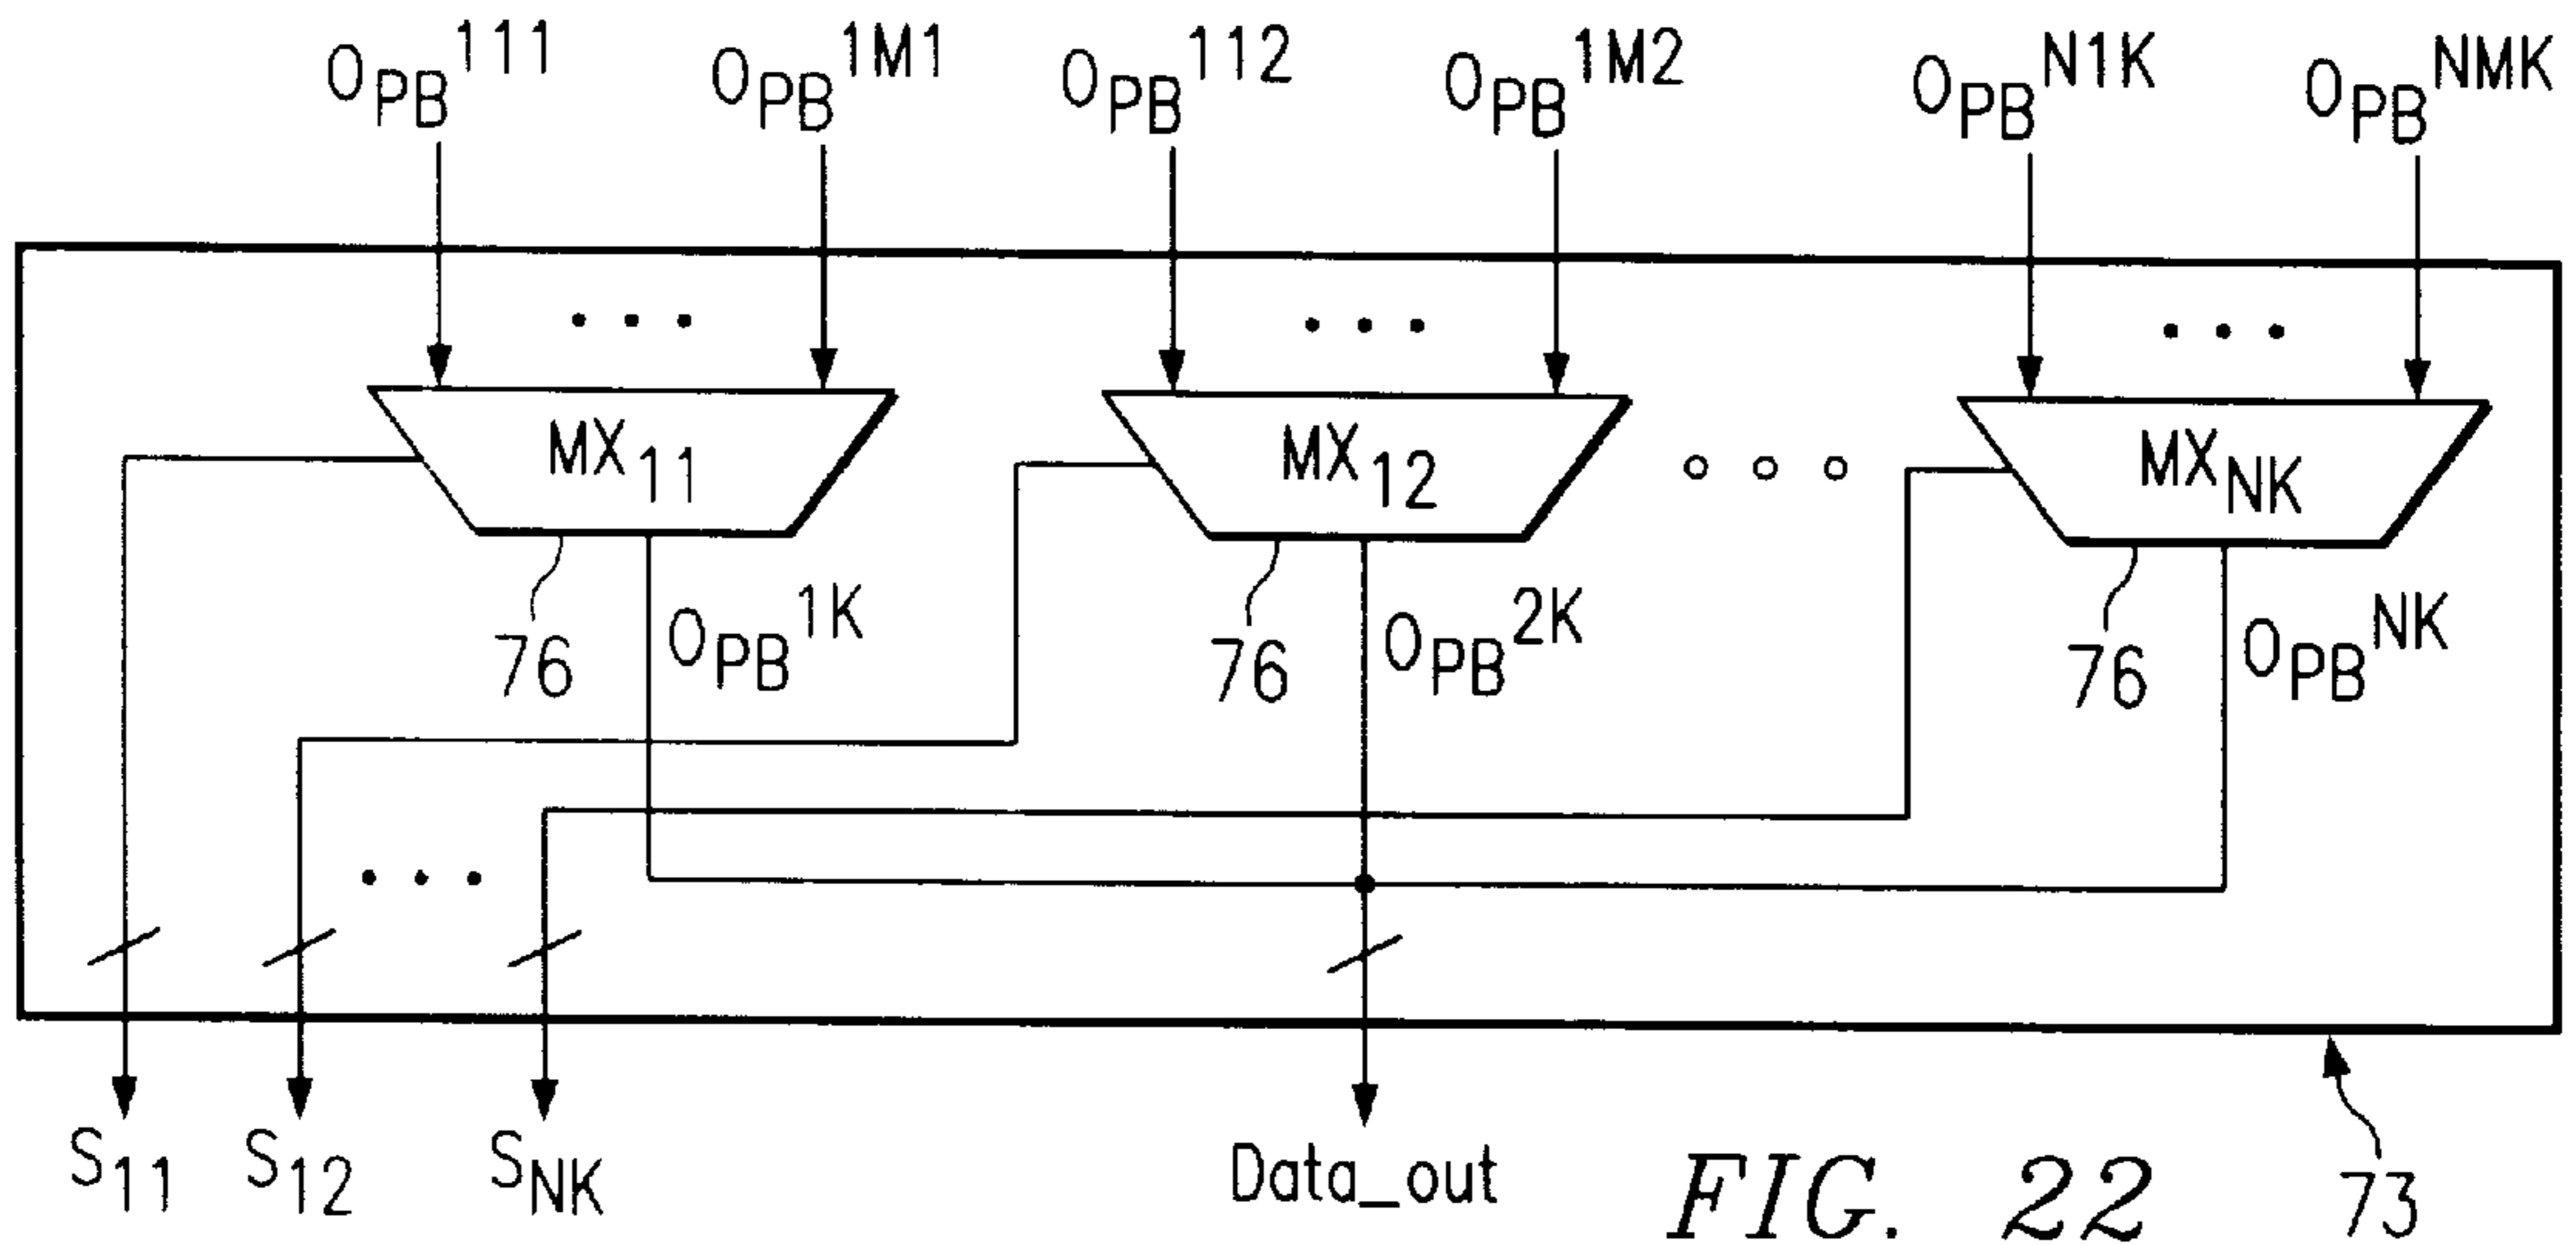 O_PB^111 O_PB^1M1 O_PB^112 O_PB^1M2 O_PB^N1K O_PB^NMK
MX_11 MX_12 MX_NK
76 O_PB^1K 76 O_PB^2K 76 O_PB^NK
S_11 S_12 S_NK Data_out FIG. 22 73